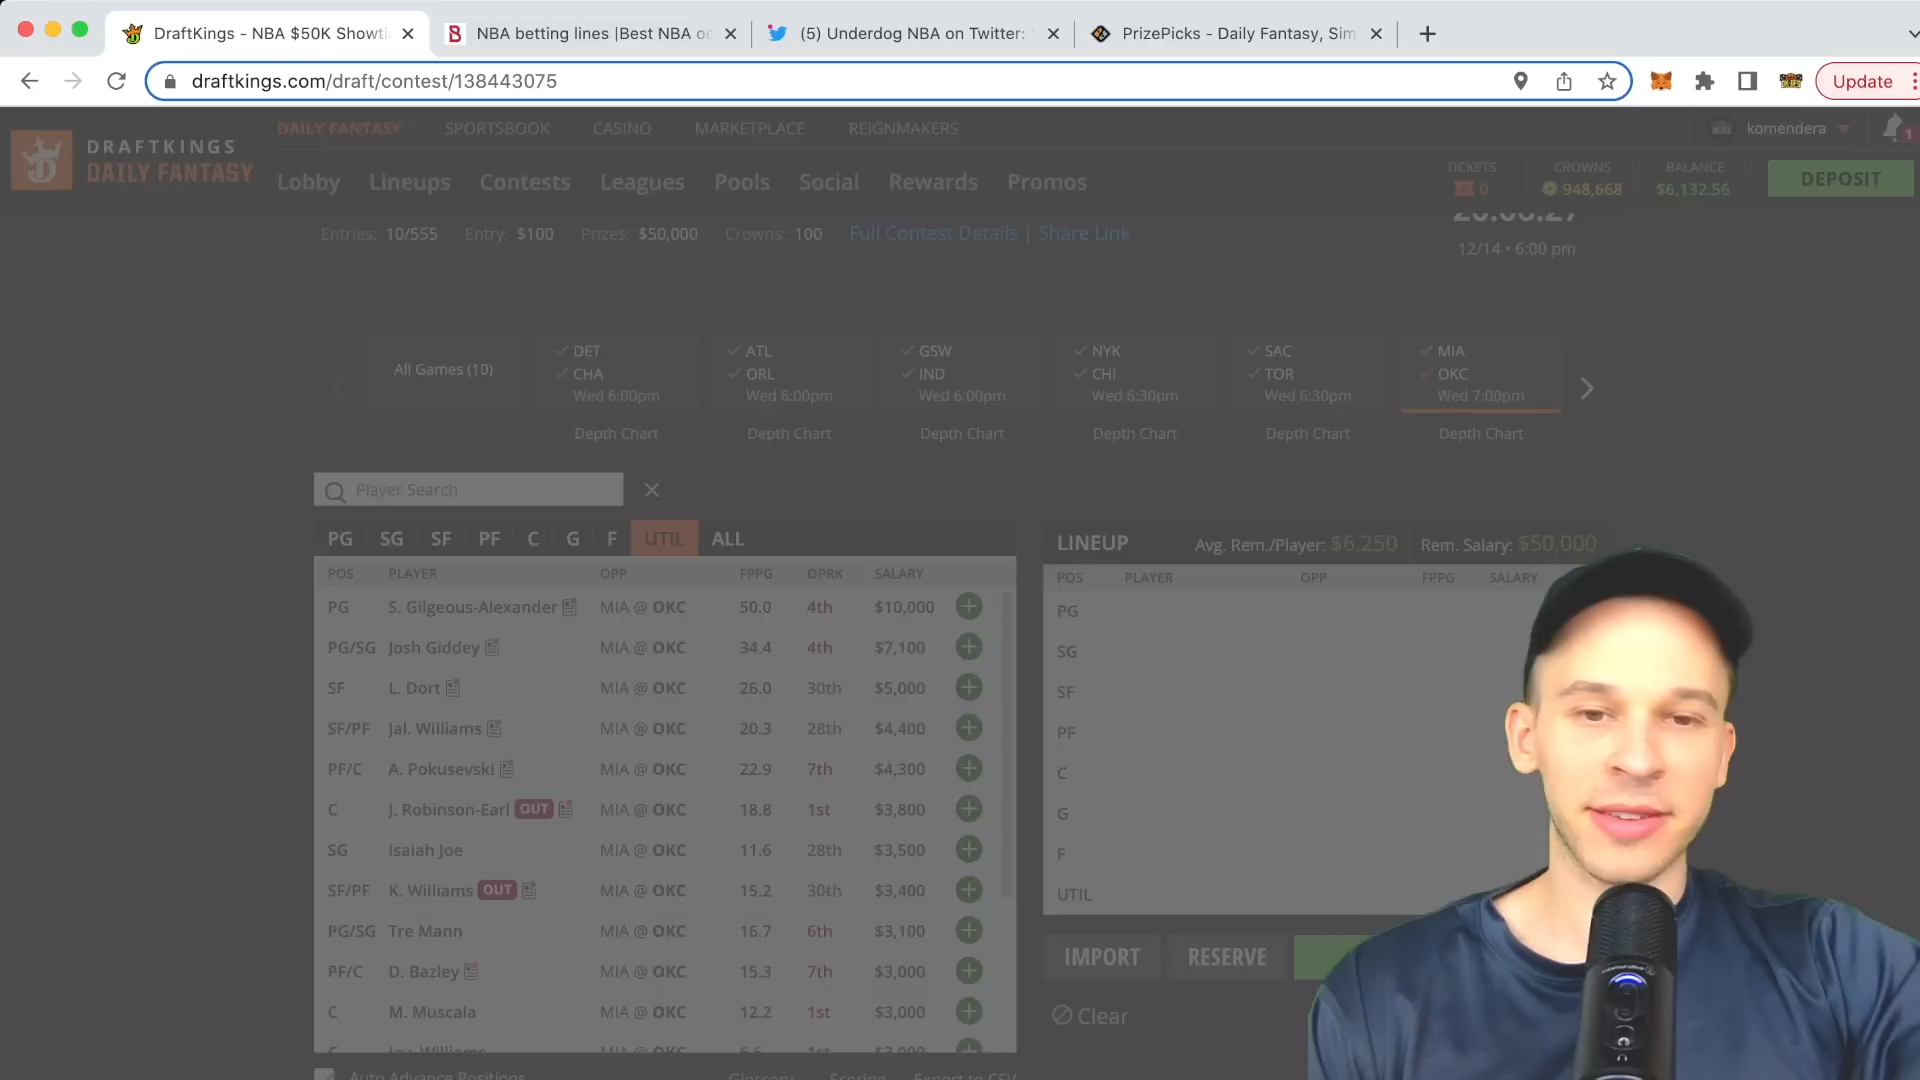 DraftKings - NBA $50K Showti
NBA betting lines |Best NBA o
(5) Underdog NBA on Twitter:
PrizePicks - Daily Fantasy, Sim
draftkings.com/draft/contest/138443075
Update
DRAFTKINGS
DAILY FANTASY
DAILY FANTASY SPORTSBOOK CASINO MARKETPLACE REIGNMAKERS
komendera
1
Lobby Lineups Contests Leagues Pools Social Rewards Promos
TICKETS
0
CROWNS
948,668
BALANCE
$6,132.56
DEPOSIT
Entries: 10/555 Entry: $100 Prizes: $50,000 Crowns: 100 Full Contest Details | Share Link
12/14 • 6:00 pm
All Games (10)
DET
CHA
Wed 6:00pm
Depth Chart
ATL
ORL
Wed 6:00pm
Depth Chart
GSW
IND
Wed 6:00pm
Depth Chart
NYK
CHI
Wed 6:30pm
Depth Chart
SAC
TOR
Wed 6:30pm
Depth Chart
MIA
OKC
Wed 7:00pm
Depth Chart
Player Search
PG SG SF PF C G F UTIL ALL
POS PLAYER OPP FPPG OPRK SALARY
PG S. Gilgeous-Alexander MIA @ OKC 50.0 4th $10,000
PG/SG Josh Giddey MIA @ OKC 34.4 4th $7,100
SF L. Dort MIA @ OKC 26.0 30th $5,000
SF/PF Jal. Williams MIA @ OKC 20.3 28th $4,400
PF/C A. Pokusevski MIA @ OKC 22.9 7th $4,300
C J. Robinson-Earl OUT MIA @ OKC 18.8 1st $3,800
SG Isaiah Joe MIA @ OKC 11.6 28th $3,500
SF/PF K. Williams OUT MIA @ OKC 15.2 30th $3,400
PG/SG Tre Mann MIA @ OKC 16.7 6th $3,100
PF/C D. Bazley MIA @ OKC 15.3 7th $3,000
C M. Muscala MIA @ OKC 12.2 1st $3,000
Auto Advance Positions Glossary Scoring Export to CSV
LINEUP Avg. Rem./Player: $6,250 Rem. Salary: $50,000
POS PLAYER OPP FPPG SALARY
PG
SG
SF
PF
C
G
F
UTIL
IMPORT RESERVE
Clear